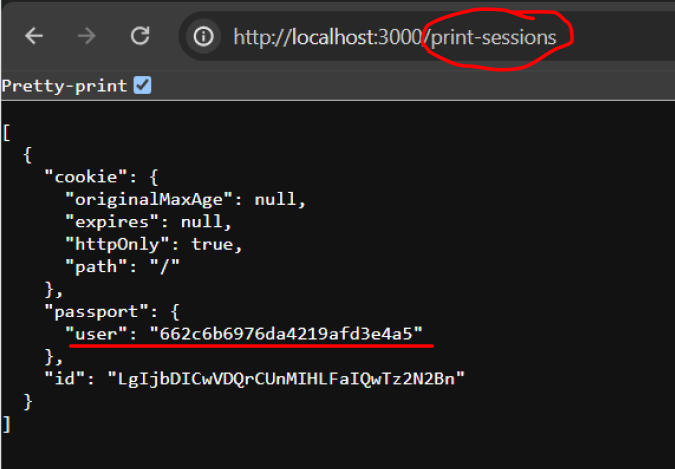 http://localhost:3000/print-sessions
Pretty-print
[
  {
    "cookie": {
      "originalMaxAge": null,
      "expires": null,
      "httpOnly": true,
      "path": "/"
    },
    "passport": {
      "user": "662c6b6976da4219afd3e4a5"
    },
    "id": "LgIjbDICwVDQrCUnMIHLFaIQwTz2N2Bn"
  }
]